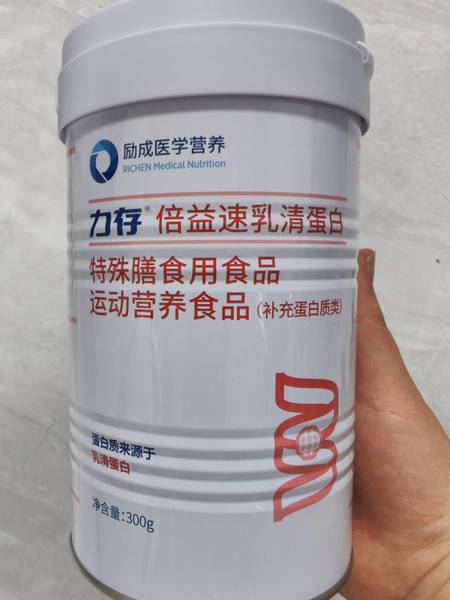 励成医学营养
RICHEN Medical Nutrition
力存® 倍益速乳清蛋白
特殊膳食用食品
运动营养食品(补充蛋白质类)
蛋白质来源于
乳清蛋白
净含量:300g